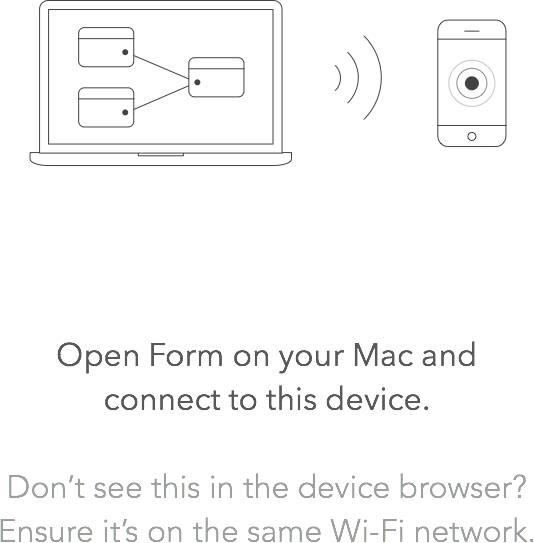 Open Form on your Mac and
connect to this device.
Don’t see this in the device browser?
Ensure it’s on the same Wi-Fi network.